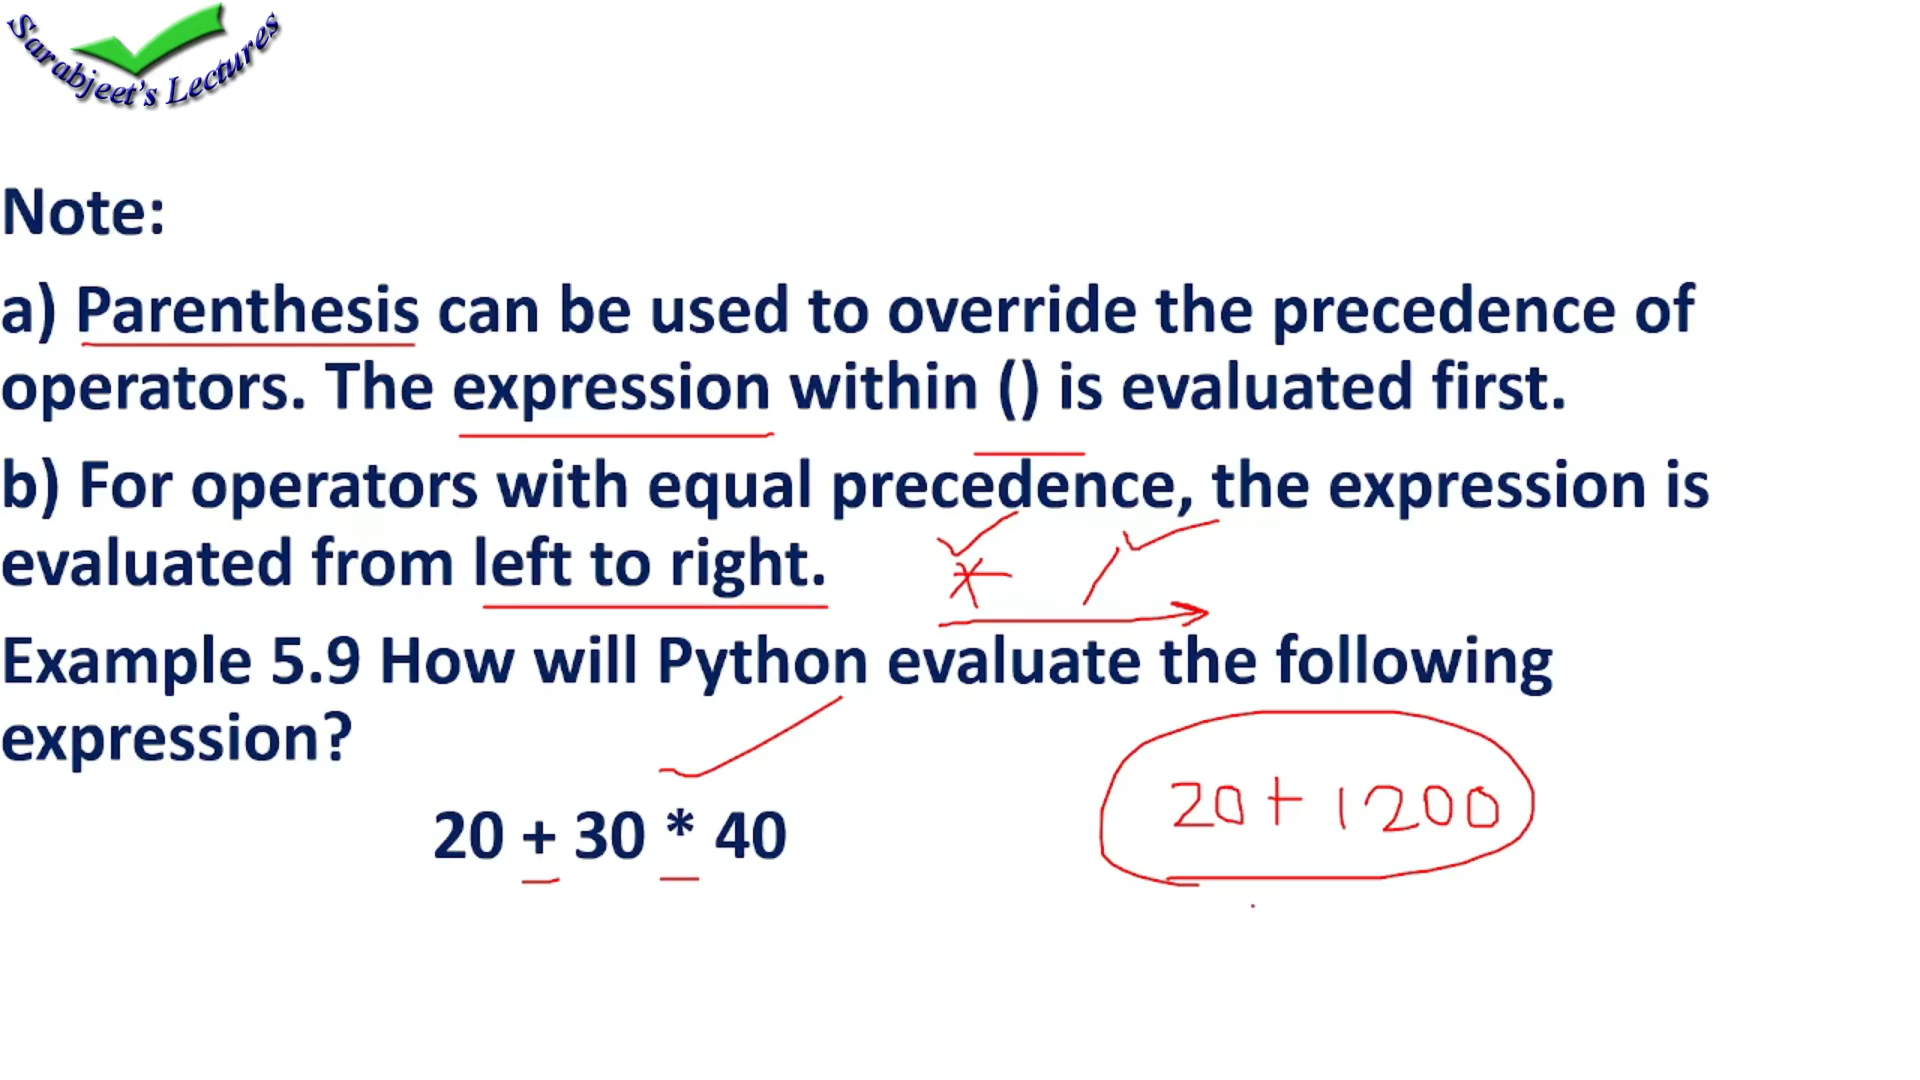 Sarabjeet's Lectures
Note:
a) Parenthesis can be used to override the precedence of
operators. The expression within () is evaluated first.
b) For operators with equal precedence, the expression is
evaluated from left to right.
* /
Example 5.9 How will Python evaluate the following
expression?
20 + 30 * 40
20 + 1200